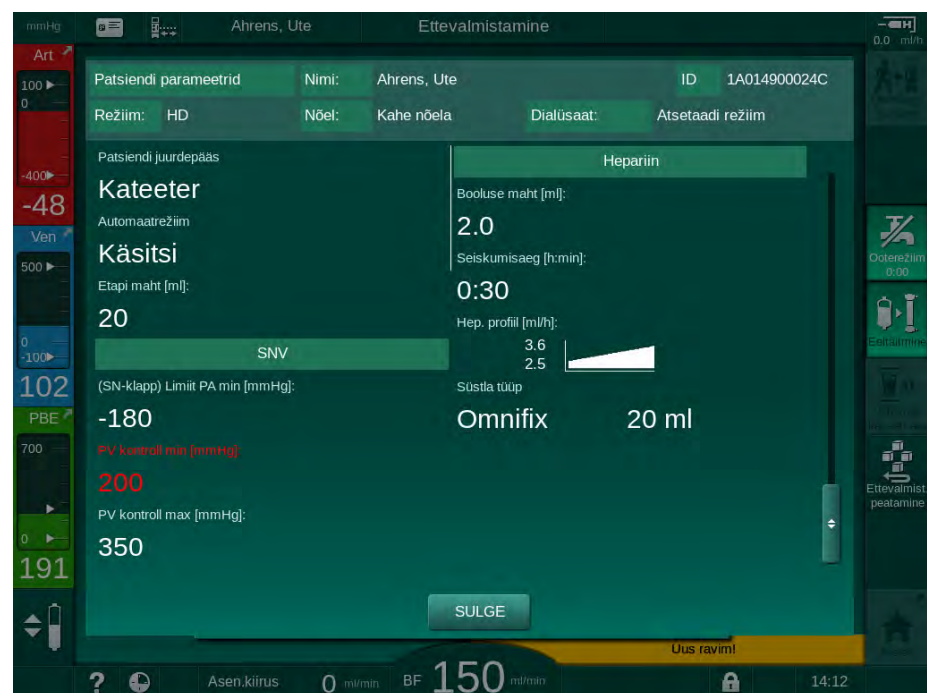 mmHg
Ahrens, Ute
Ettevalmistamine
0.0 ml/h
Art
100
0
-400
-48
Ven
500
0
-100
102
PBE
700
0
191
Patsiendi parameetrid Nimi: Ahrens, Ute ID 1A014900024C
Režiim: HD Nõel: Kahe nõela Dialüsaat: Atsetaadi režiim
Patsiendi juurdepääs
Kateeter
Automaatrežiim
Käsitsi
Etapi maht [ml]:
20
SNV
(SN-klapp) Limiit PA min [mmHg]:
-180
PV kontroll min [mmHg]:
200
PV kontroll max [mmHg]:
350
Hepariin
Booluse maht [ml]:
2.0
Seiskumisaeg [h:min]:
0:30
Hep. profiil [ml/h]:
3.6
2.5
Süstla tüüp
Omnifix 20 ml
SULGE
Ooterežiim
0:00
Eeltäitmine
Ettevalmist.
peatamine
Uus ravim!
? Asen.kiirus 0 ml/min BF 150 ml/min 14:12